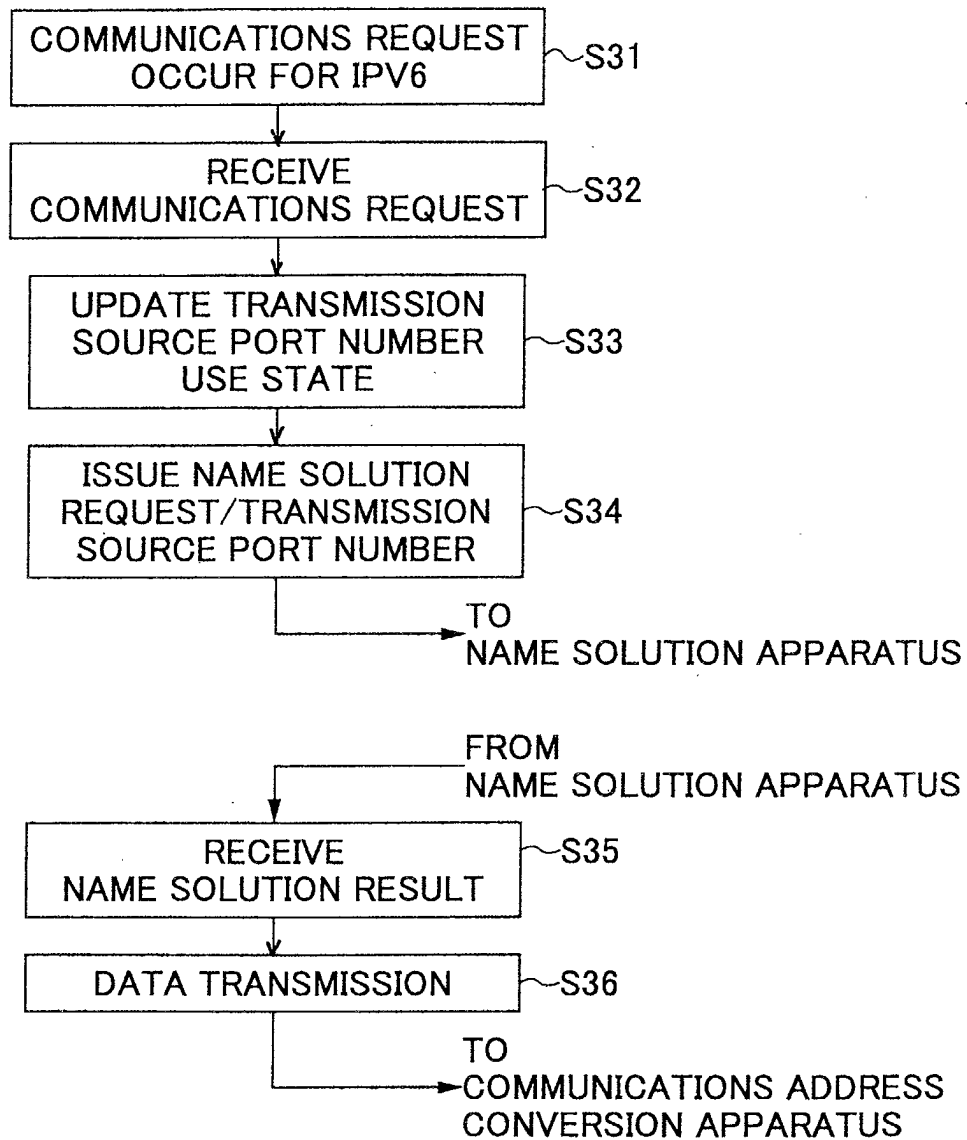 COMMUNICATIONS REQUEST
OCCUR FOR IPV6
S31
RECEIVE
COMMUNICATIONS REQUEST
S32
UPDATE TRANSMISSION
SOURCE PORT NUMBER
USE STATE
S33
ISSUE NAME SOLUTION
REQUEST/TRANSMISSION
SOURCE PORT NUMBER
S34
TO
NAME SOLUTION APPARATUS
FROM
NAME SOLUTION APPARATUS
RECEIVE
NAME SOLUTION RESULT
S35
DATA TRANSMISSION
S36
TO
COMMUNICATIONS ADDRESS
CONVERSION APPARATUS